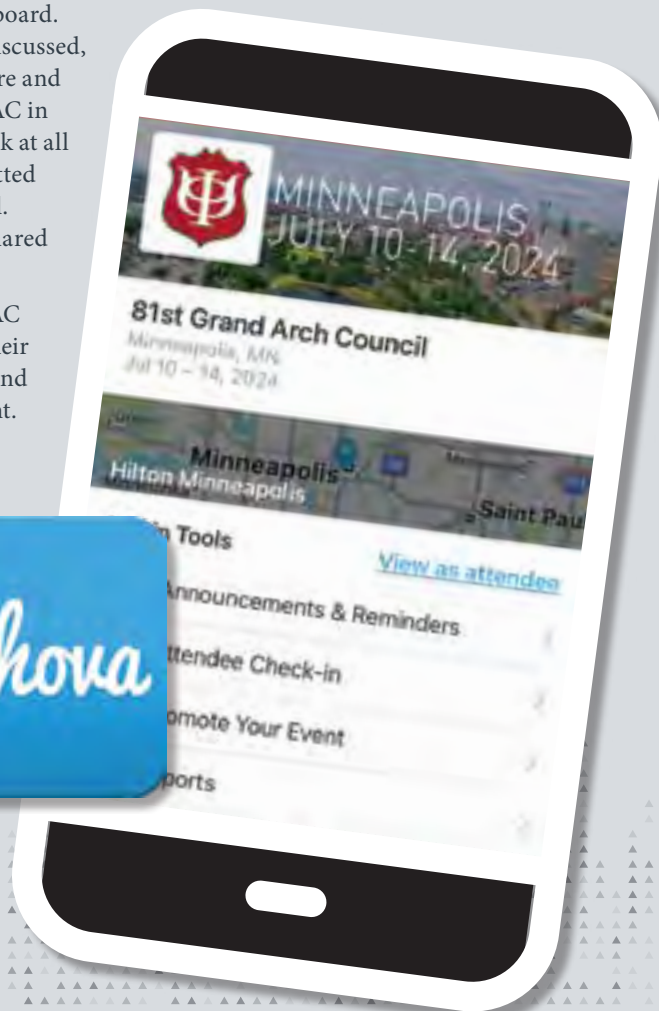 board.
iscussed,
re and
AC in
k at all
tted
l.
ared
AC
eir
nd
nt.
MINNEAPOLIS
JULY 10-14, 2024
81st Grand Arch Council
Minneapolis, MN
Jul 10 – 14, 2024
Minneapolis
Hilton Minneapolis
Saint Pau
n Tools
View as attendee
Announcements & Reminders
ttendee Check-in
omote Your Event
ports
hova